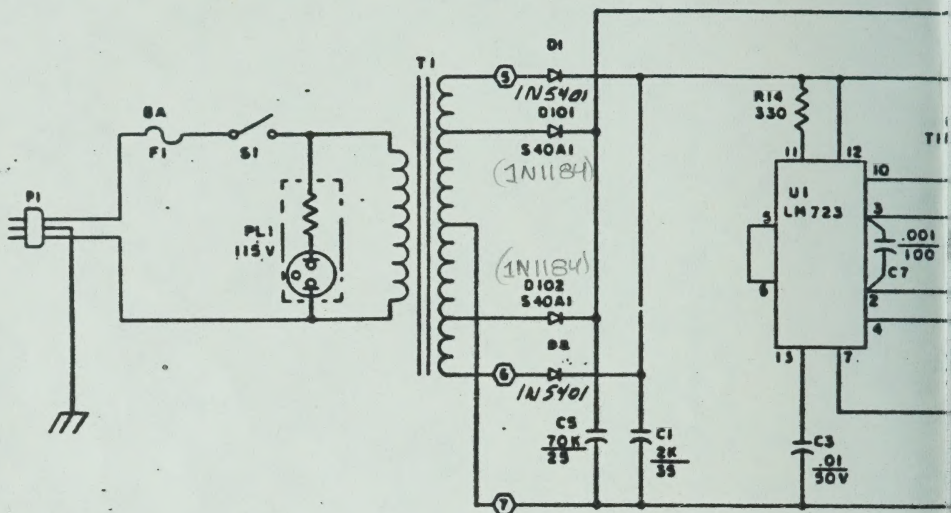 P1
8A
F1
S1
PL1
115V
T1
5
D1
1N5401
D101
S40A1
(1N1184)
(1N1184)
D102
S40A1
D2
6
1N5401
C5
70K
25
C1
2K
35
7
R14
330
11
12
U1
LM723
10
3
5
6
.001
100
C7
2
4
13
7
C3
.01
50V